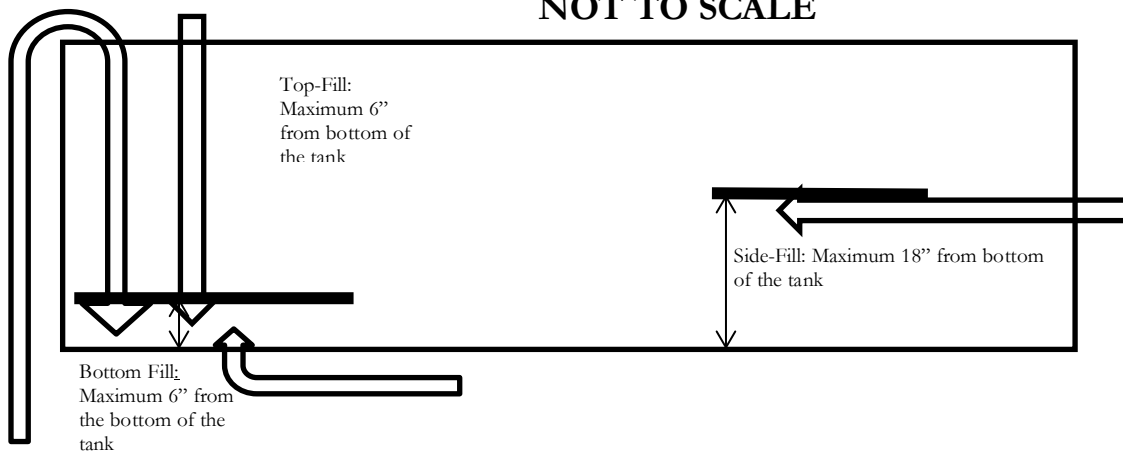 NOT TO SCALE
Top-Fill:
Maximum 6”
from bottom of
the tank
Side-Fill: Maximum 18” from bottom
of the tank
Bottom Fill:
Maximum 6” from
the bottom of the
tank